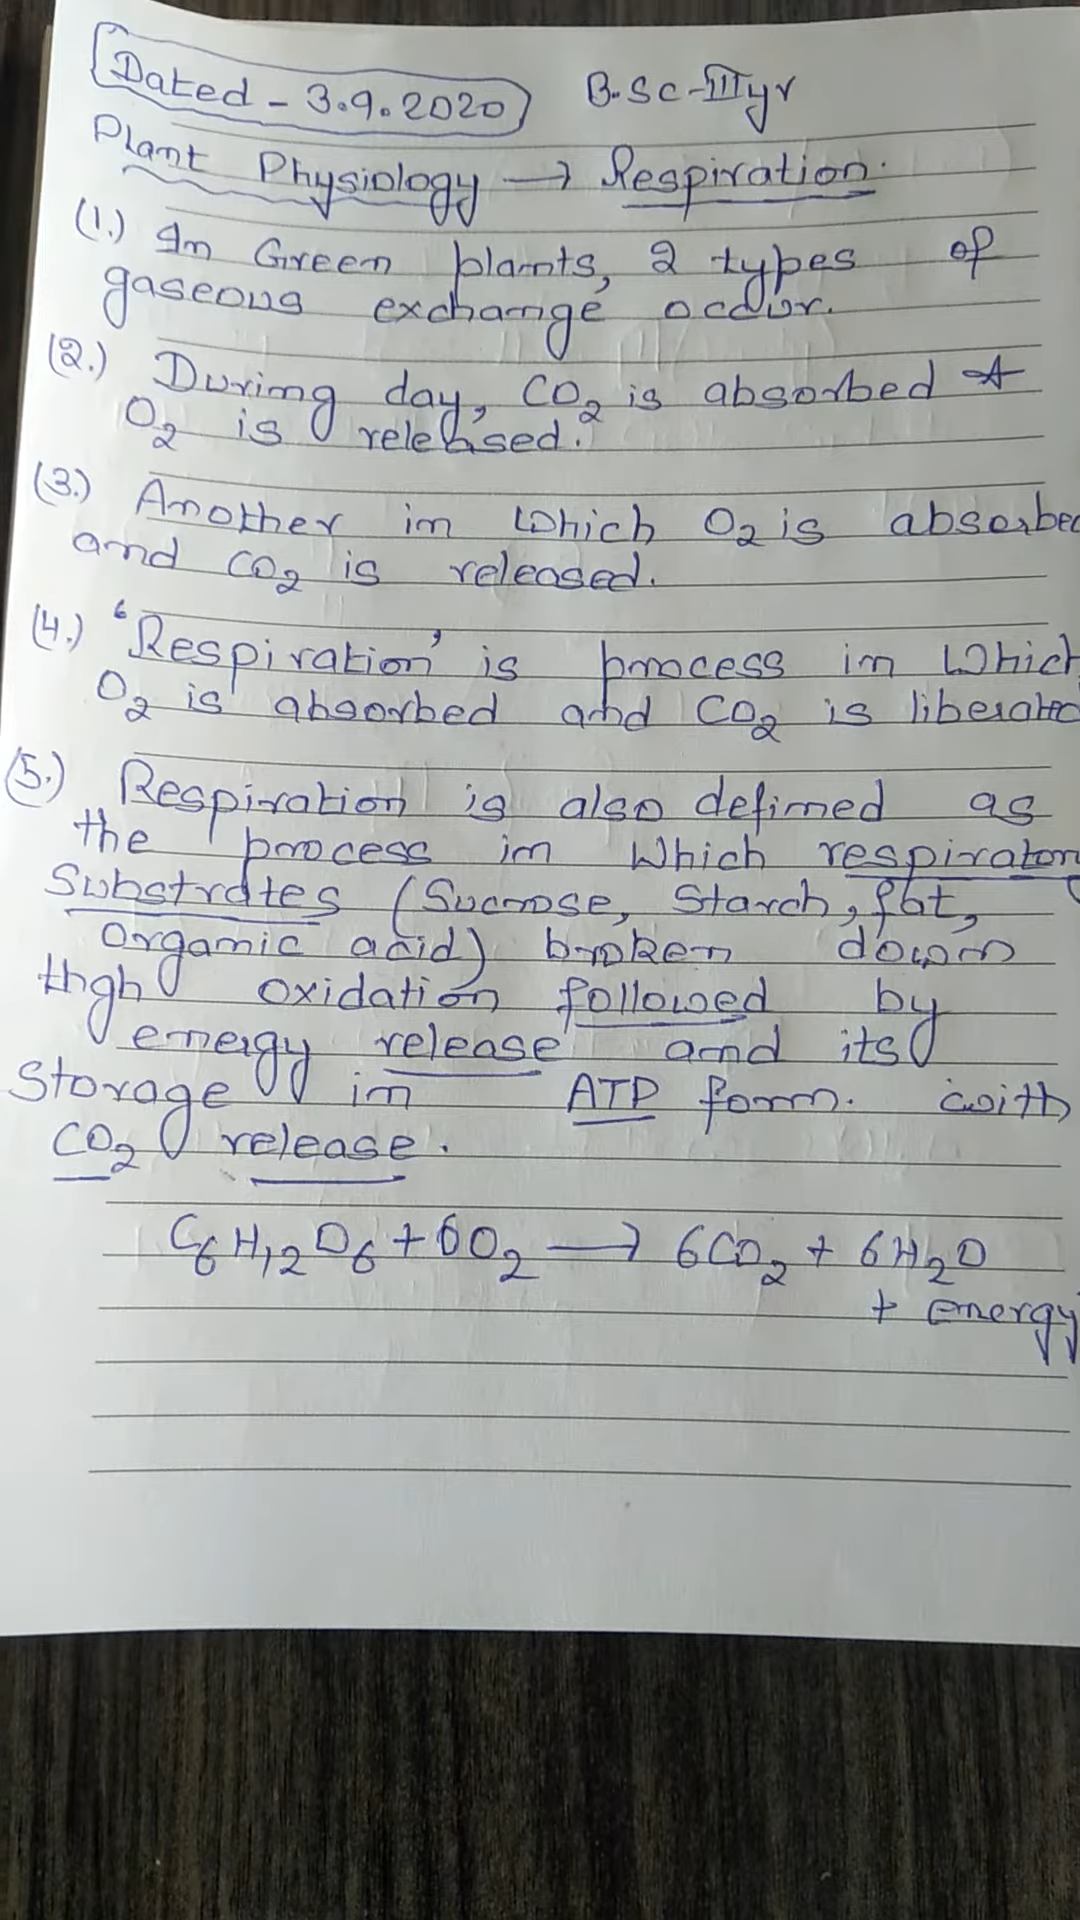 Dated - 3.9.2020 B.Sc-III yr
Plant Physiology → Respiration.
(1.) In Green plants, 2 types of
gaseous exchange occur.
(2.) During day, CO₂ is absorbed &
O₂ is released.
(3.) Another in which O₂ is absorbed
and CO₂ is released.
(4.) 'Respiration' is process in which
O₂ is absorbed and CO₂ is liberated
(5.) Respiration is also defined as
the process in which respiratory
Substrates (Sucrose, Starch, fat,
organic acid) broken down
thgh oxidation followed by
energy release and its
Storage in ATP form. with
CO₂ release.
C₆H₁₂O₆ + 6O₂ → 6CO₂ + 6H₂O
+ energy